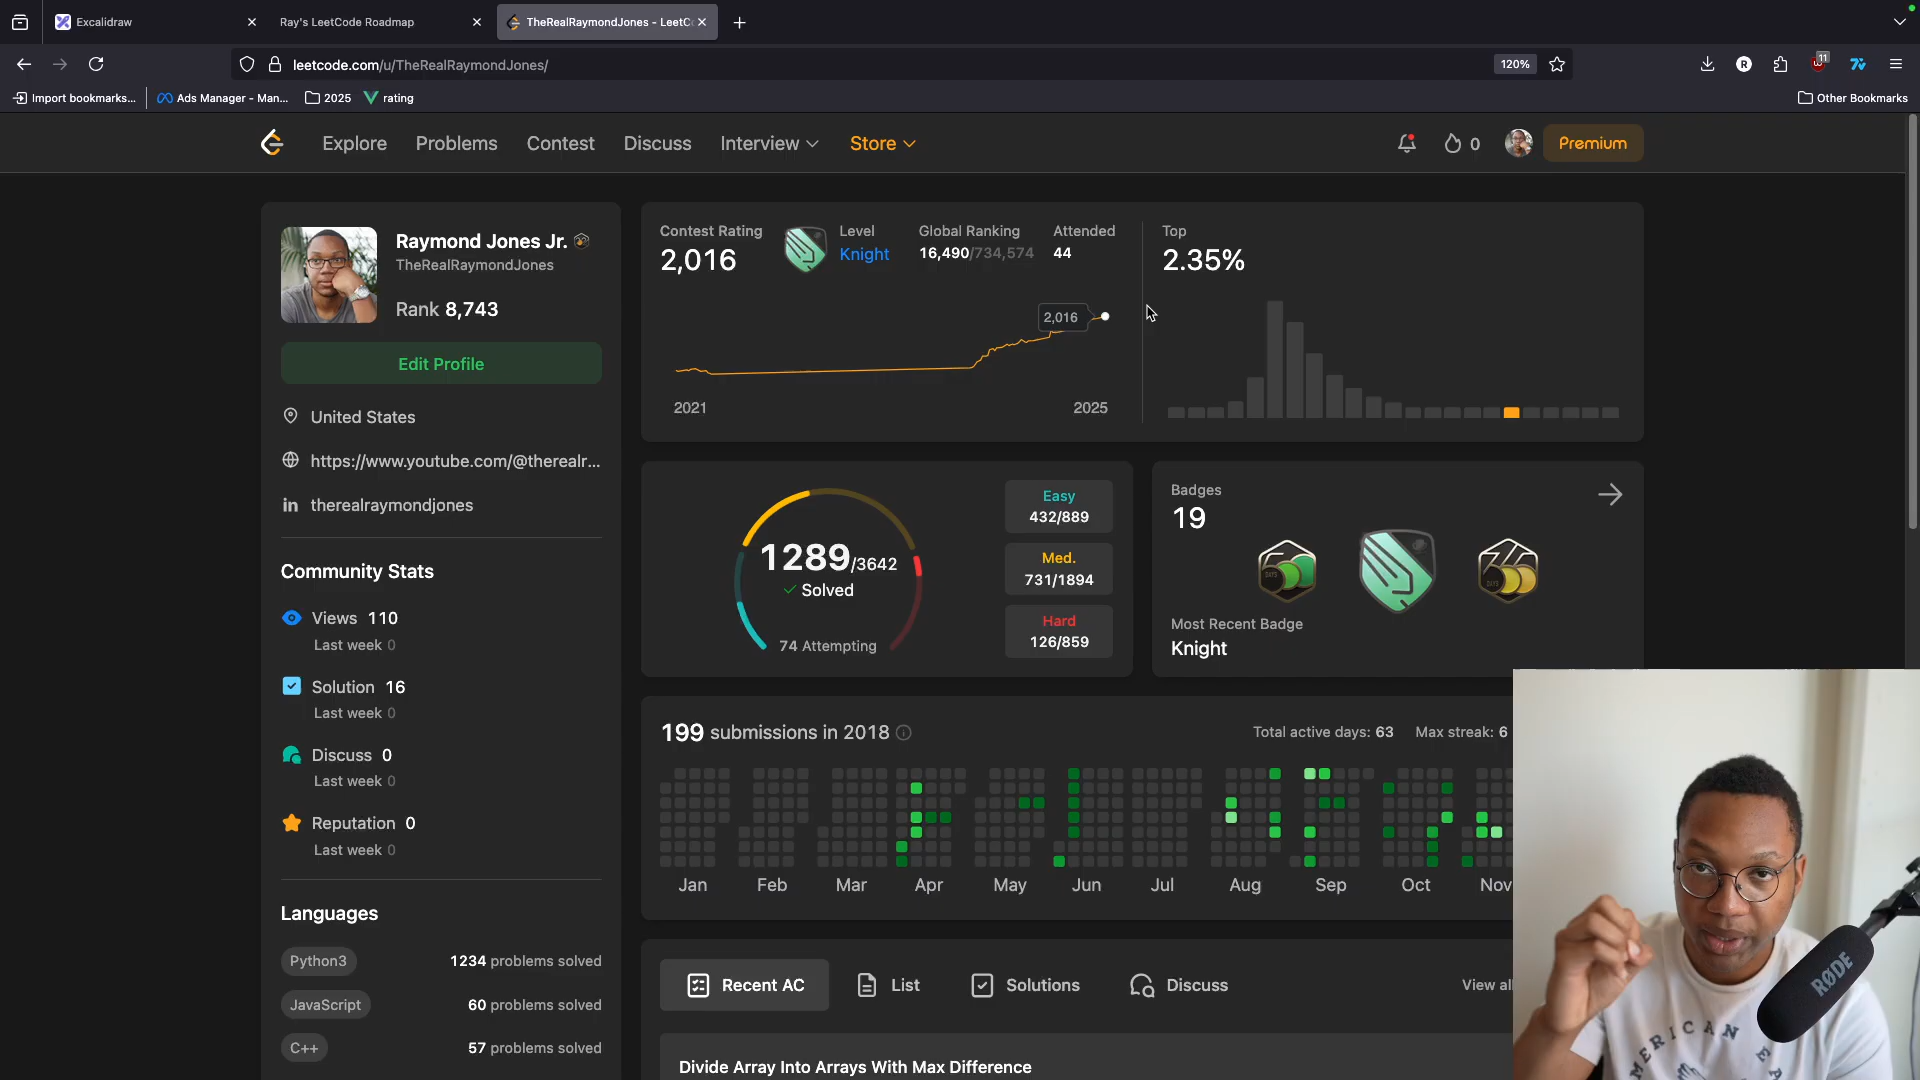 Excalidraw
Ray's LeetCode Roadmap
TheRealRaymondJones - LeetC
leetcode.com/u/TheRealRaymondJones/
120%
R
11
Import bookmarks...
Ads Manager - Man...
2025
rating
Other Bookmarks
Explore
Problems
Contest
Discuss
Interview
Store
0
Premium
Raymond Jones Jr.
TheRealRaymondJones
Rank 8,743
Edit Profile
United States
https://www.youtube.com/@therealr...
in therealraymondjones
Community Stats
Views 110
Last week 0
Solution 16
Last week 0
Discuss 0
Last week 0
Reputation 0
Last week 0
Languages
Python3 1234 problems solved
JavaScript 60 problems solved
C++ 57 problems solved
Contest Rating
2,016
Level
Knight
Global Ranking
16,490/734,574
Attended
44
2,016
2021
2025
Top
2.35%
1289/3642
Solved
74 Attempting
Easy
432/889
Med.
731/1894
Hard
126/859
Badges
19
Most Recent Badge
Knight
199 submissions in 2018
Total active days: 63
Max streak: 6
Jan Feb Mar Apr May Jun Jul Aug Sep Oct Nov
Recent AC
List
Solutions
Discuss
View all
Divide Array Into Arrays With Max Difference
RØDE